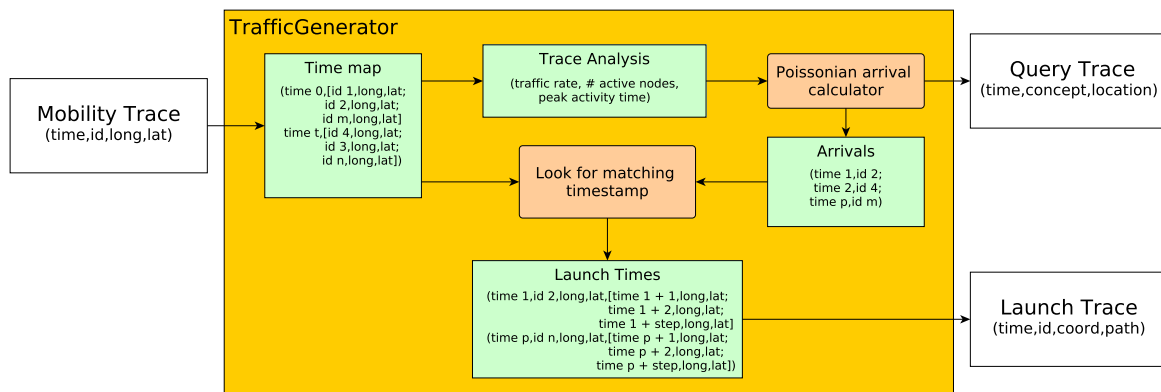 TrafficGenerator
Mobility Trace
(time,id,long,lat)
Time map
(time 0,[id 1,long,lat;
id 2,long,lat;
id m,long,lat]
time t,[id 4,long,lat;
id 3,long,lat;
id n,long,lat])
Trace Analysis
(traffic rate, # active nodes,
peak activity time)
Poissonian arrival
calculator
Query Trace
(time,concept,location)
Look for matching
timestamp
Arrivals
(time 1,id 2;
time 2,id 4;
time p,id m)
Launch Times
(time 1,id 2,long,lat,[time 1 + 1,long,lat;
time 1 + 2,long,lat;
time 1 + step,long,lat]
(time p,id n,long,lat,[time p + 1,long,lat;
time p + 2,long,lat;
time p + step,long,lat])
Launch Trace
(time,id,coord,path)